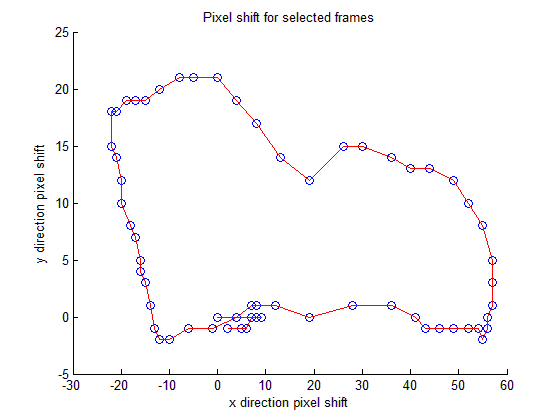 Pixel shift for selected frames
25
20
15
10
5
0
-5
y direction pixel shift
-30 -20 -10 0 10 20 30 40 50 60
x direction pixel shift